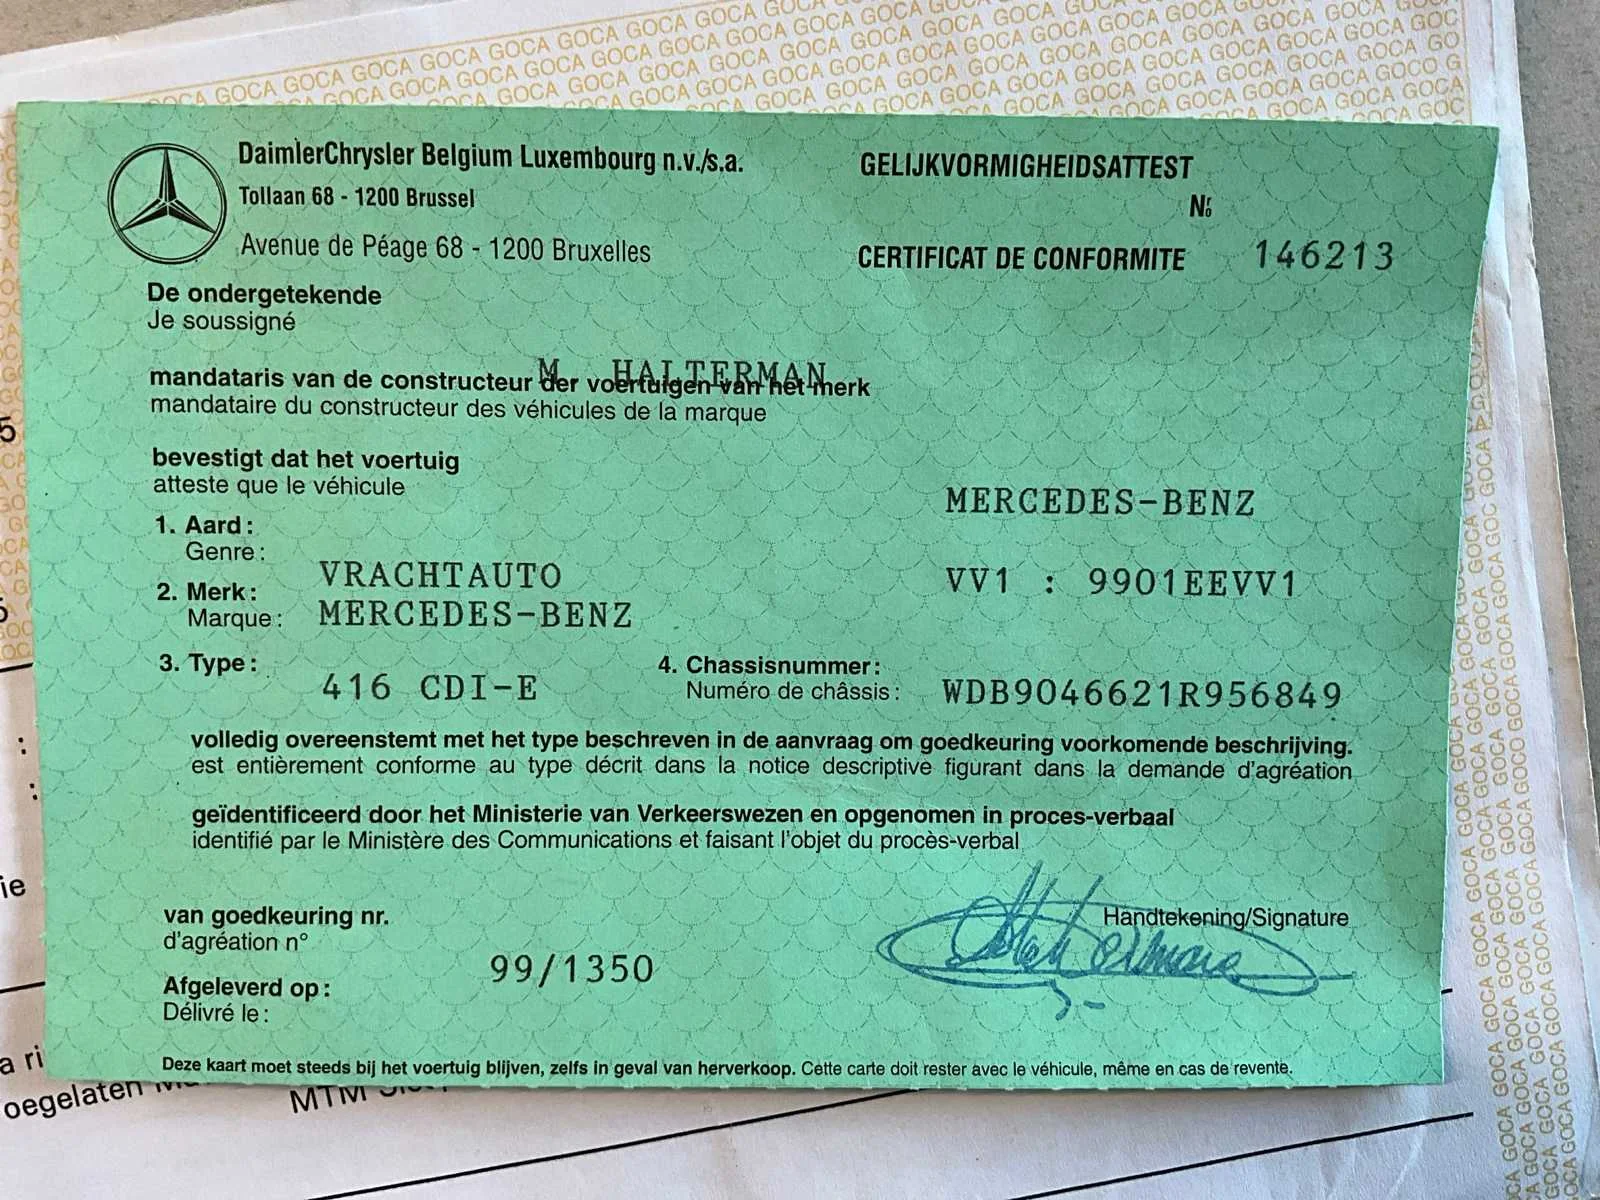 DaimlerChrysler Belgium Luxembourg n.v./s.a.
Tollaan 68 - 1200 Brussel
Avenue de Péage 68 - 1200 Bruxelles
GELIJKVORMIGHEIDSATTEST
Nr/o
CERTIFICAT DE CONFORMITE 146213
De ondergetekende
Je soussigné
M. HALTERMAN
mandataris van de constructeur der voertuigen van het merk
mandataire du constructeur des véhicules de la marque
bevestigt dat het voertuig
atteste que le véhicule
MERCEDES-BENZ
1. Aard :
Genre :
VRACHTAUTO
VV1 : 9901EEVV1
2. Merk :
Marque : MERCEDES-BENZ
3. Type :
416 CDI-E
4. Chassisnummer :
Numéro de châssis : WDB9046621R956849
volledig overeenstemt met het type beschreven in de aanvraag om goedkeuring voorkomende beschrijving.
est entièrement conforme au type décrit dans la notice descriptive figurant dans la demande d'agréation
geïdentificeerd door het Ministerie van Verkeerswezen en opgenomen in proces-verbaal
identifié par le Ministère des Communications et faisant l'objet du procès-verbal
van goedkeuring nr.
d'agréation n°
99/1350
Handtekening/Signature
Afgeleverd op :
Délivré le :
Deze kaart moet steeds bij het voertuig blijven, zelfs in geval van herverkoop. Cette carte doit rester avec le véhicule, même en cas de revente.